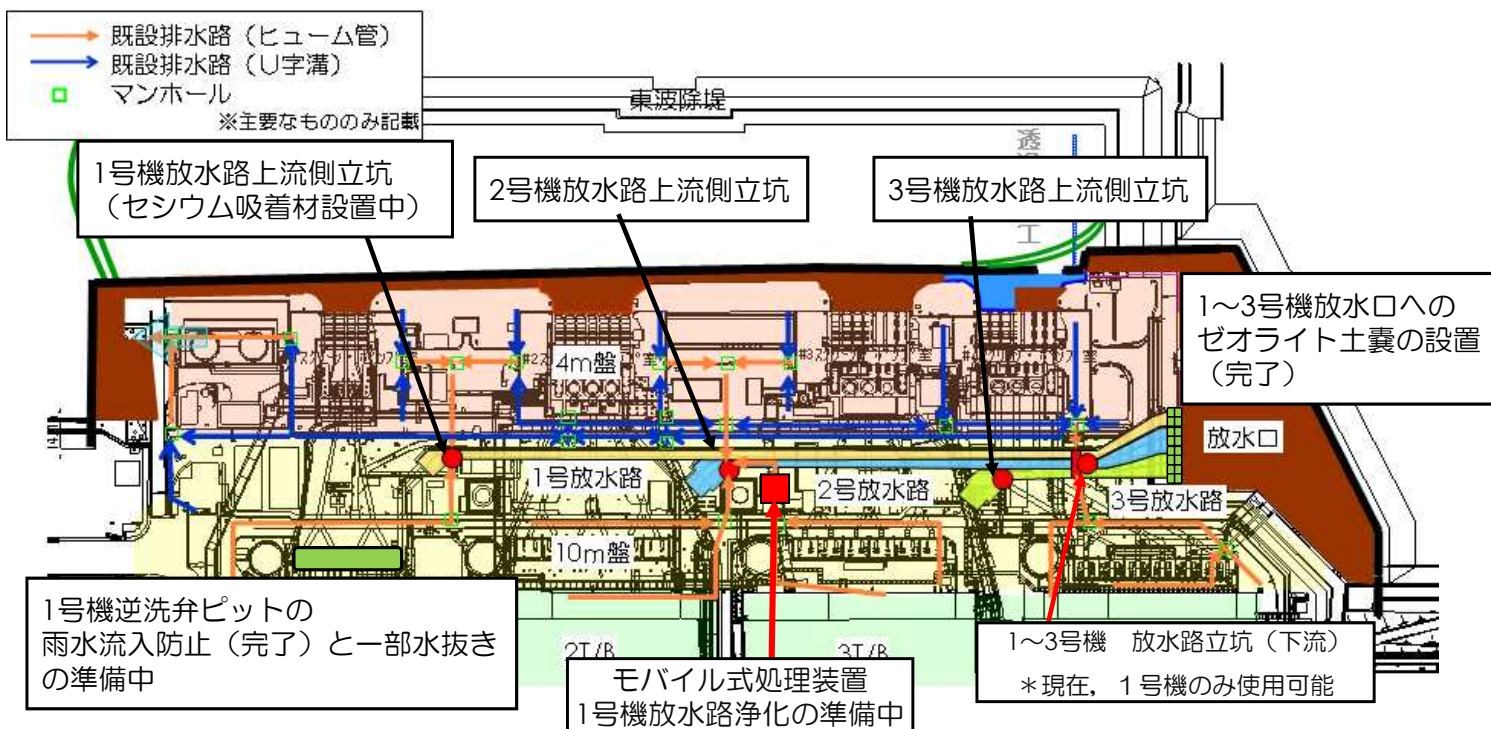 既設排水路（ヒューム管）
既設排水路（U字溝）
マンホール
※主要なもののみ記載
東波除堤
1号機放水路上流側立坑
（セシウム吸着材設置中）
2号機放水路上流側立坑
3号機放水路上流側立坑
透
工
1～3号機放水口への
ゼオライト土嚢の設置
（完了）
4m盤
放水口
1号放水路
2号放水路
3号放水路
10m盤
1号機逆洗弁ピットの
雨水流入防止（完了）と一部水抜き
の準備中
2T/B
3T/B
モバイル式処理装置
1号機放水路浄化の準備中
1～3号機　放水路立坑（下流）
＊現在，１号機のみ使用可能